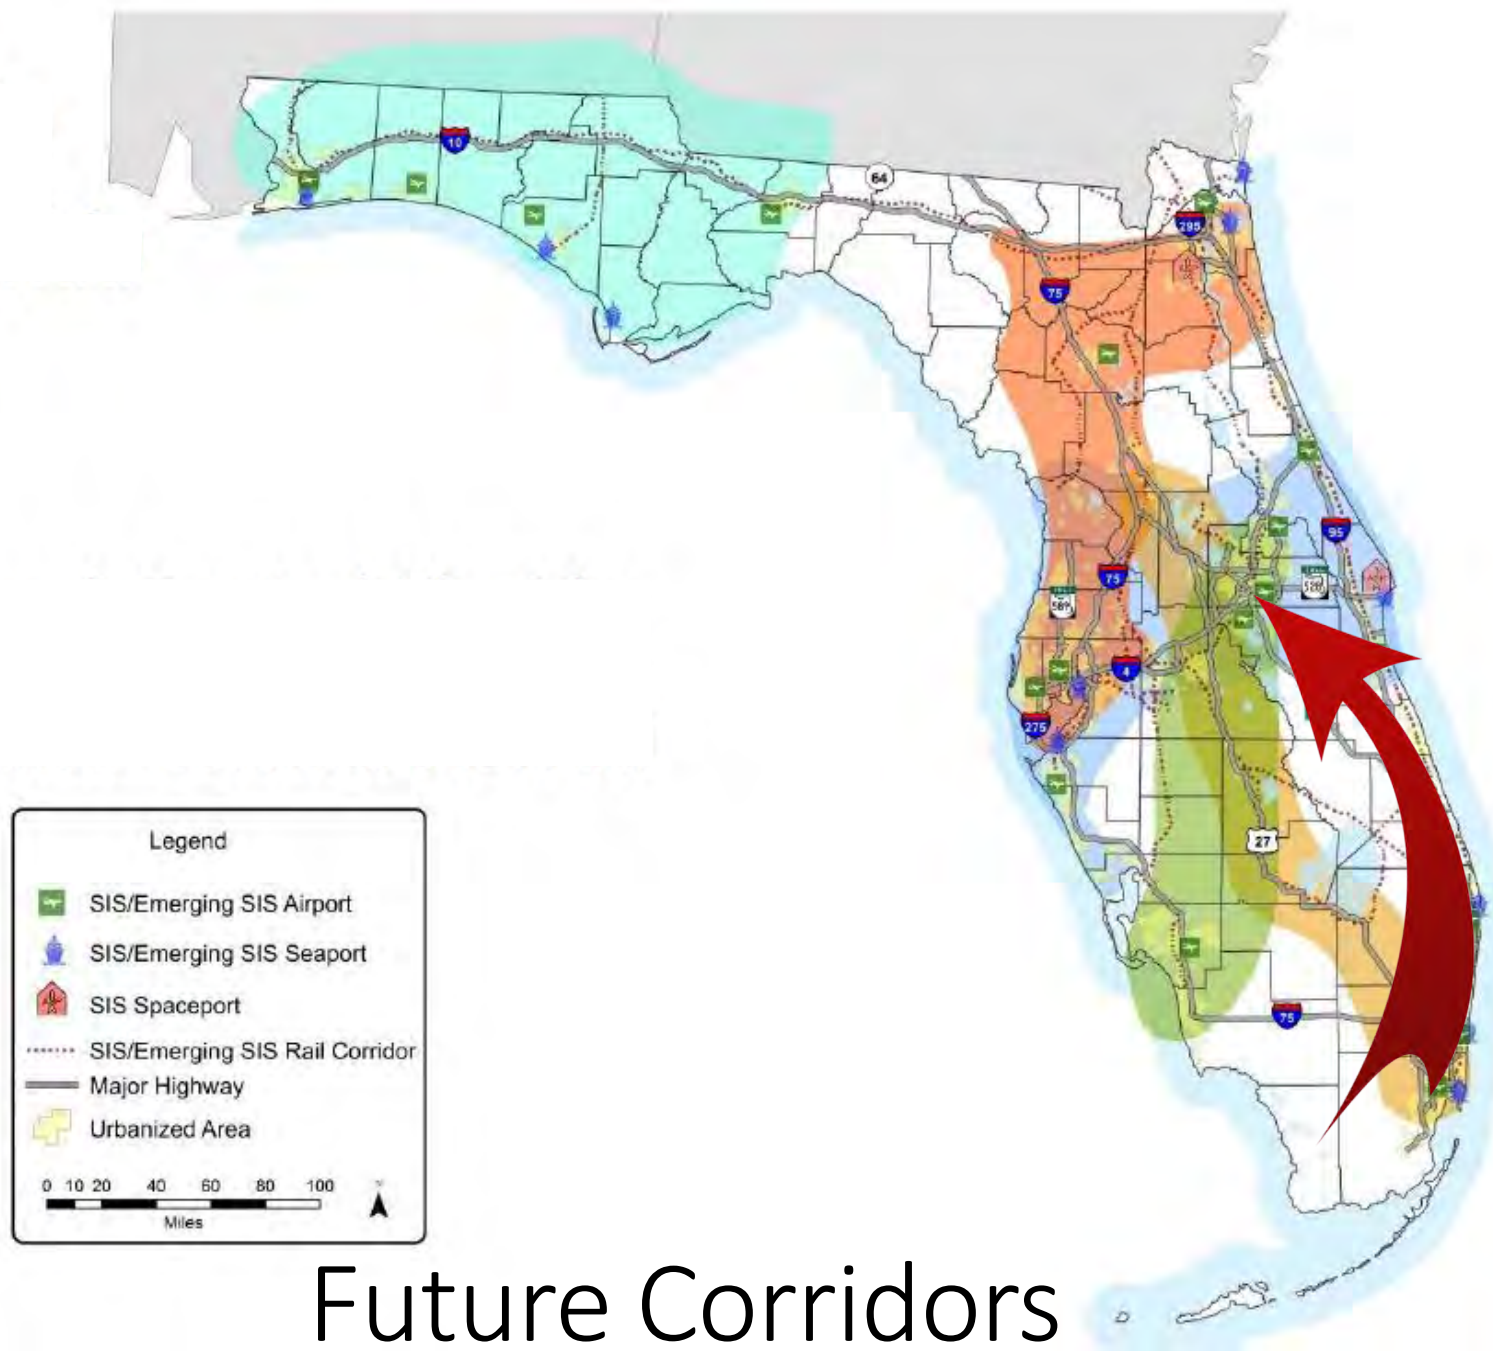 10
64
295
75
95
75
528
589
4
275
27
75
Legend
SIS/Emerging SIS Airport
SIS/Emerging SIS Seaport
SIS Spaceport
SIS/Emerging SIS Rail Corridor
Major Highway
Urbanized Area
0 10 20 40 60 80 100
Miles
Future Corridors